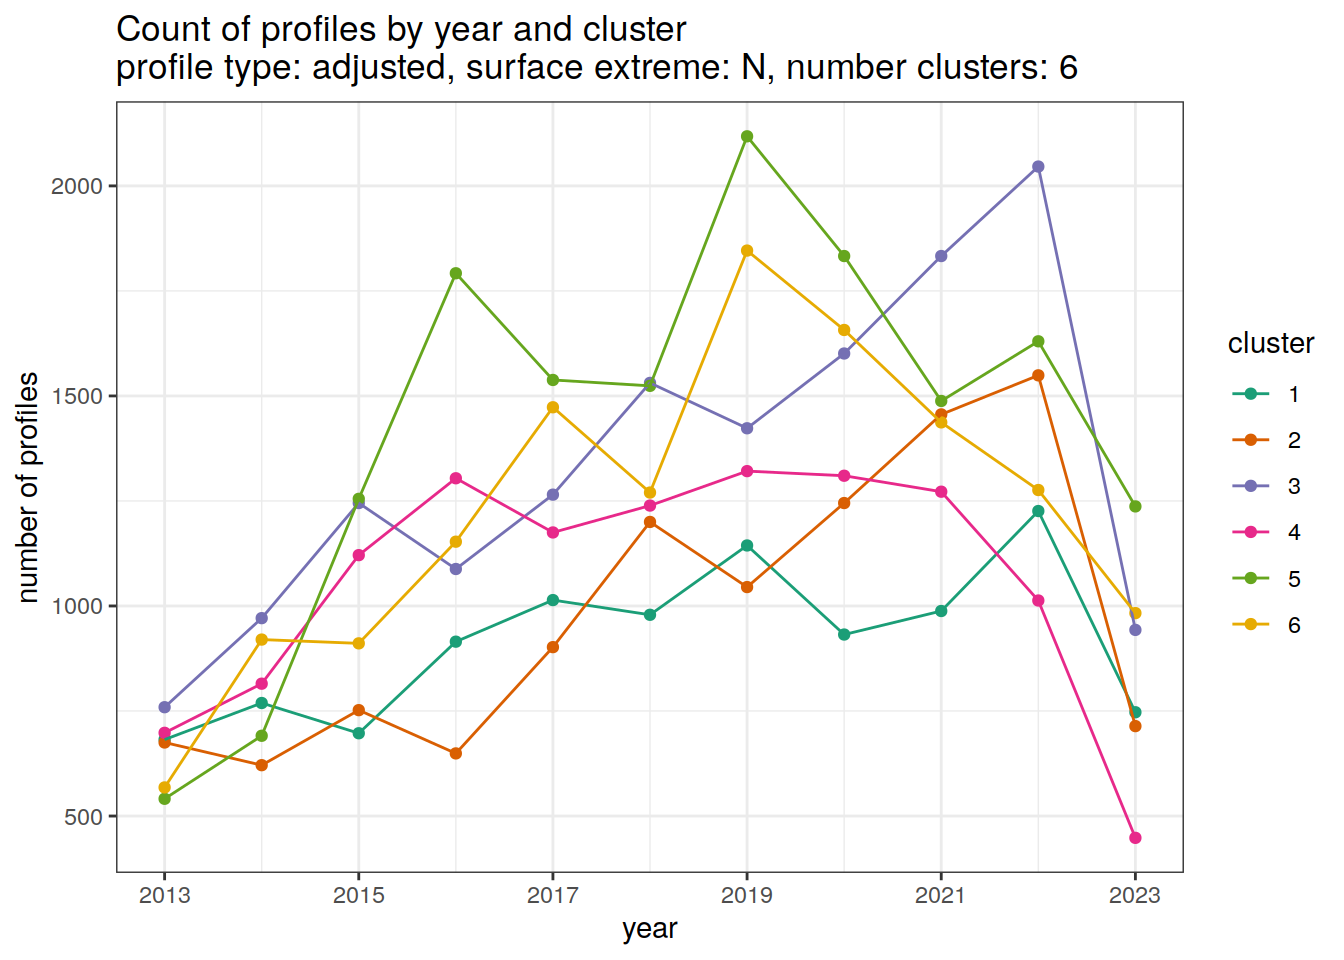 Count of profiles by year and cluster
profile type: adjusted, surface extreme: N, number clusters: 6
number of profiles
2000
1500
1000
500
2013 2015 2017 2019 2021 2023
year
cluster
1
2
3
4
5
6